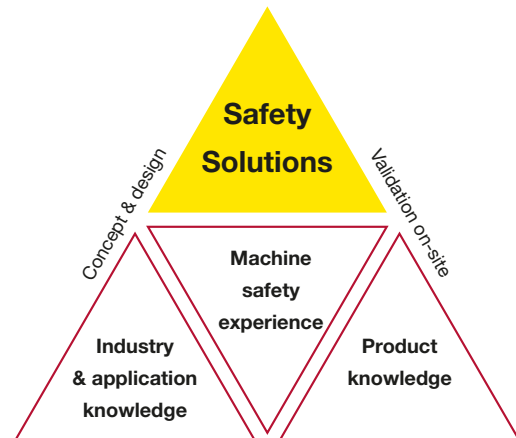 Safety
Solutions
Concept & design
Validation on-site
Machine
safety
experience
Industry
& application
knowledge
Product
knowledge